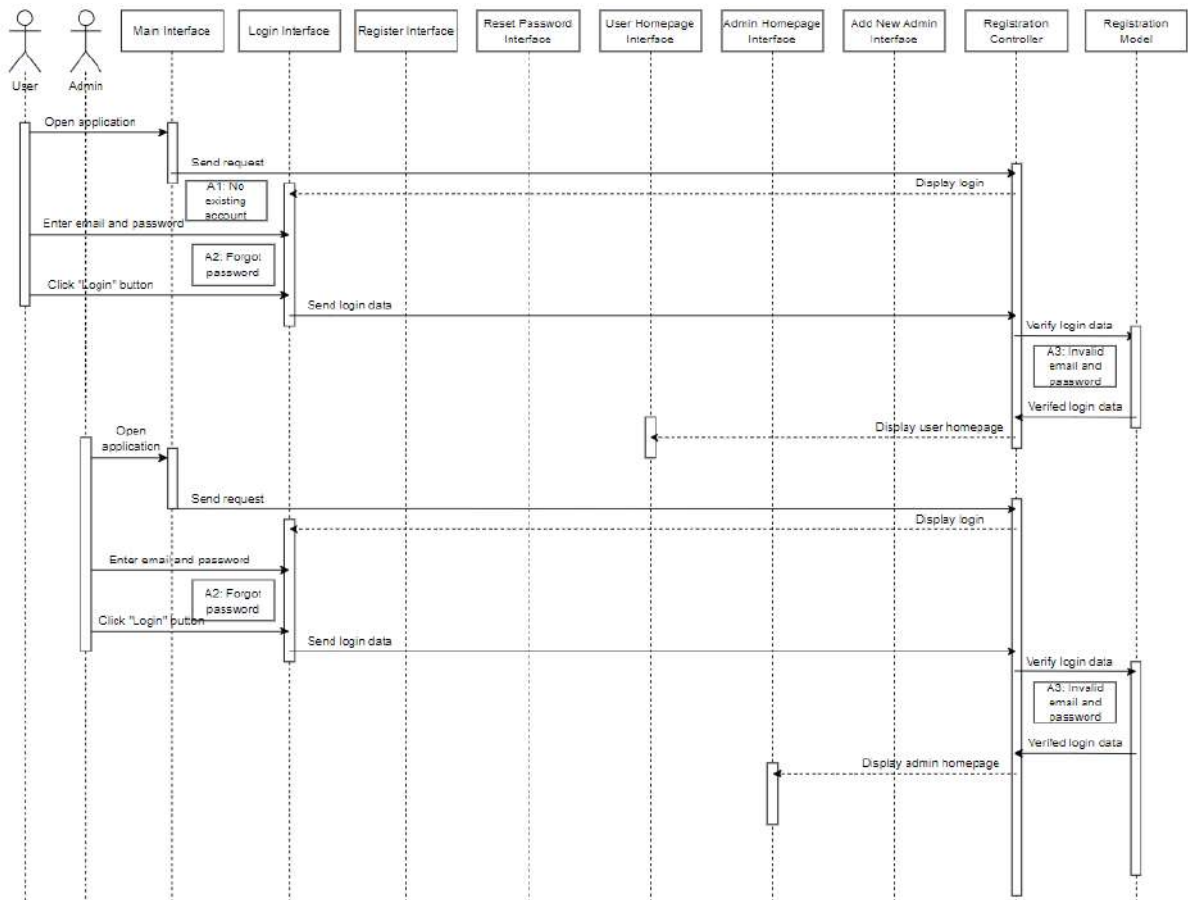 Main Interface
Login Interface
Register Interface
Reset Password
Interface
User Homepage
Interface
Admin Homepage
Interface
Add New Admin
Interface
Registration
Controller
Registration
Model
User
Admin
Open application
Send request
Display login
A1: No
existing
account
Enter email and password
A2: Forgot
password
Click "Login" button
Send login data
Verify login data
A3: Invalid
email and
password
Verifed login data
Display user homepage
Open
application
Send request
Display login
Enter email and password
A2: Forgot
password
Click "Login" button
Send login data
Verify login data
A3: Invalid
email and
password
Verifed login data
Display admin homepage